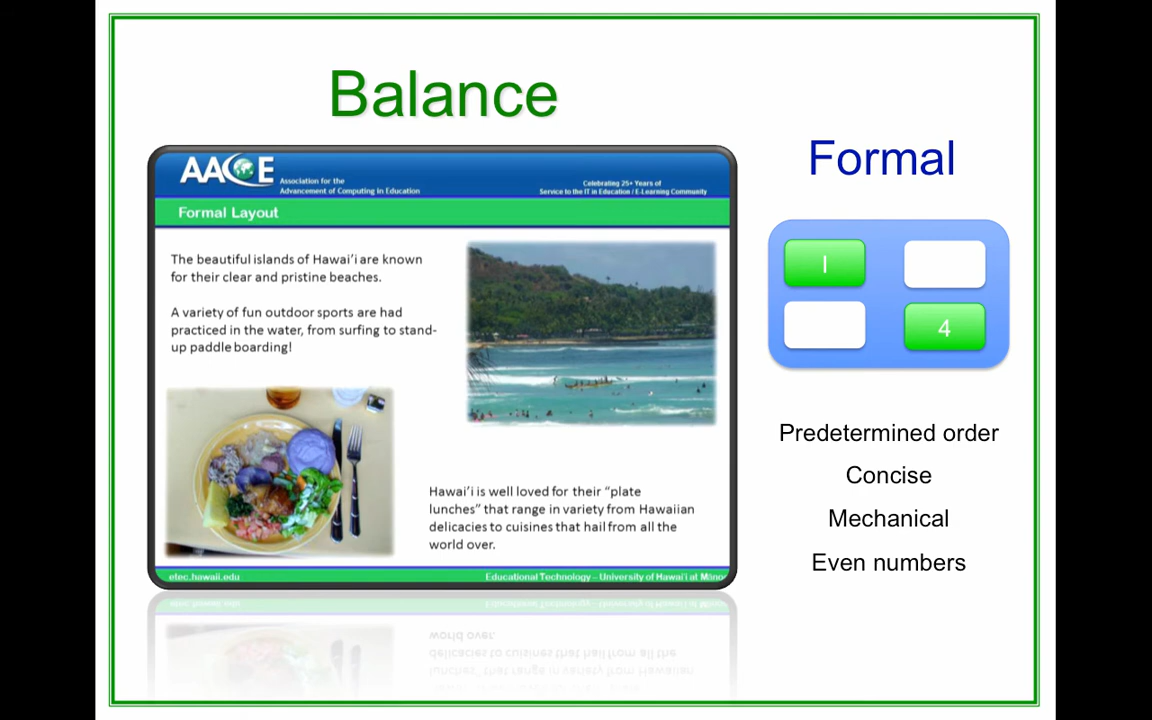 Balance
AACE
Association for the
Advancement of Computing in Education
Celebrating 25+ Years of
Service to the IT in Education / E-Learning Community
Formal Layout
The beautiful islands of Hawai'i are known
for their clear and pristine beaches.
A variety of fun outdoor sports are had
practiced in the water, from surfing to stand-
up paddle boarding!
Hawai'i is well loved for their "plate
lunches" that range in variety from Hawaiian
delicacies to cuisines that hail from all the
world over.
etec.hawaii.edu
Educational Technology – University of Hawai'i at Māno
Formal
1
4
Predetermined order
Concise
Mechanical
Even numbers